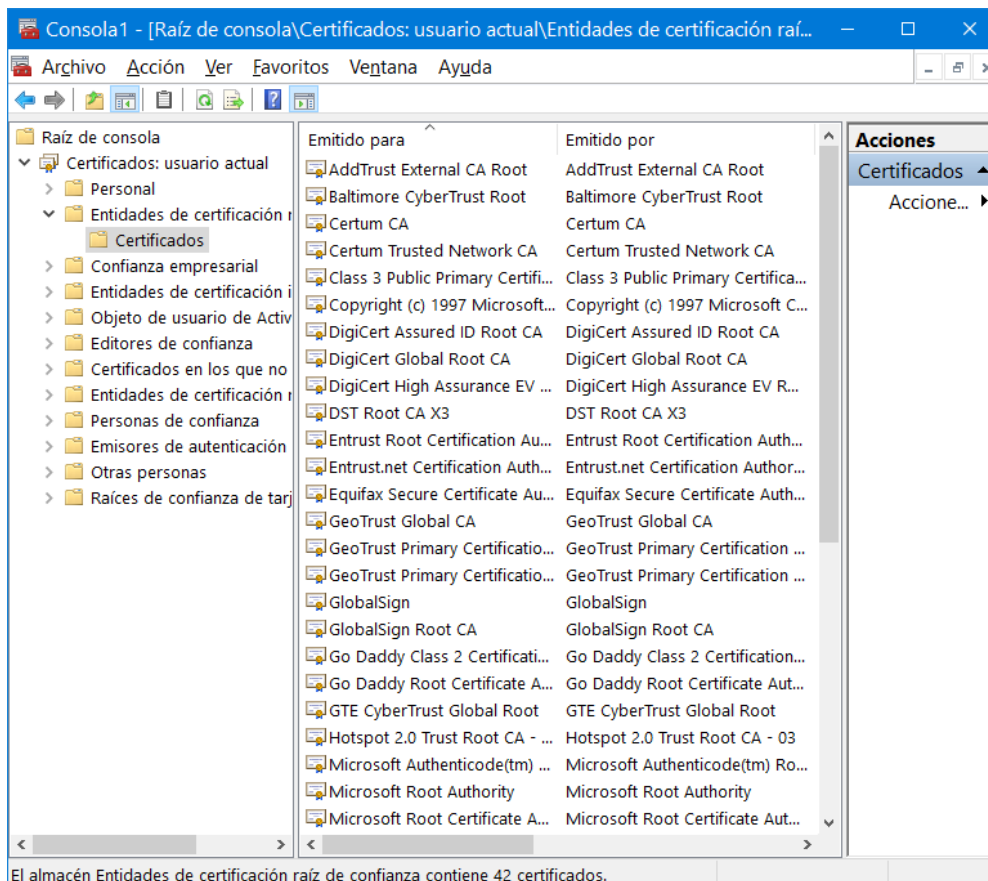 Consola1 - [Raíz de consola\Certificados: usuario actual\Entidades de certificación raí...
Archivo Acción Ver Favoritos Ventana Ayuda
Raíz de consola
Certificados: usuario actual
Personal
Entidades de certificación r
Certificados
Confianza empresarial
Entidades de certificación i
Objeto de usuario de Activ
Editores de confianza
Certificados en los que no
Entidades de certificación r
Personas de confianza
Emisores de autenticación
Otras personas
Raíces de confianza de tarj
Emitido para Emitido por
AddTrust External CA Root AddTrust External CA Root
Baltimore CyberTrust Root Baltimore CyberTrust Root
Certum CA Certum CA
Certum Trusted Network CA Certum Trusted Network CA
Class 3 Public Primary Certifi... Class 3 Public Primary Certifica...
Copyright (c) 1997 Microsoft... Copyright (c) 1997 Microsoft C...
DigiCert Assured ID Root CA DigiCert Assured ID Root CA
DigiCert Global Root CA DigiCert Global Root CA
DigiCert High Assurance EV ... DigiCert High Assurance EV R...
DST Root CA X3 DST Root CA X3
Entrust Root Certification Au... Entrust Root Certification Auth...
Entrust.net Certification Auth... Entrust.net Certification Author...
Equifax Secure Certificate Au... Equifax Secure Certificate Auth...
GeoTrust Global CA GeoTrust Global CA
GeoTrust Primary Certificatio... GeoTrust Primary Certification ...
GeoTrust Primary Certificatio... GeoTrust Primary Certification ...
GlobalSign GlobalSign
GlobalSign Root CA GlobalSign Root CA
Go Daddy Class 2 Certificati... Go Daddy Class 2 Certification...
Go Daddy Root Certificate A... Go Daddy Root Certificate Aut...
GTE CyberTrust Global Root GTE CyberTrust Global Root
Hotspot 2.0 Trust Root CA - ... Hotspot 2.0 Trust Root CA - 03
Microsoft Authenticode(tm) ... Microsoft Authenticode(tm) Ro...
Microsoft Root Authority Microsoft Root Authority
Microsoft Root Certificate A... Microsoft Root Certificate Aut...
Acciones
Certificados
Accione...
El almacén Entidades de certificación raíz de confianza contiene 42 certificados.